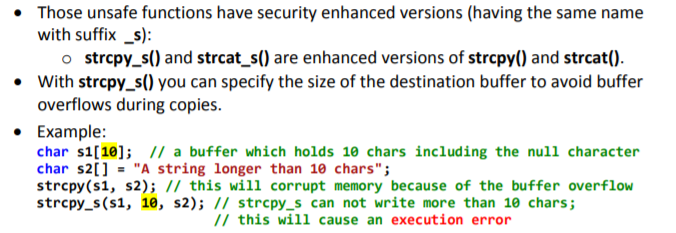 • Those unsafe functions have security enhanced versions (having the same name
with suffix _s):
o strcpy_s() and strcat_s() are enhanced versions of strcpy() and strcat().
• With strcpy_s() you can specify the size of the destination buffer to avoid buffer
overflows during copies.
• Example:
char s1[10]; // a buffer which holds 10 chars including the null character
char s2[] = "A string longer than 10 chars";
strcpy(s1, s2); // this will corrupt memory because of the buffer overflow
strcpy_s(s1, 10, s2); // strcpy_s can not write more than 10 chars;
// this will cause an execution error